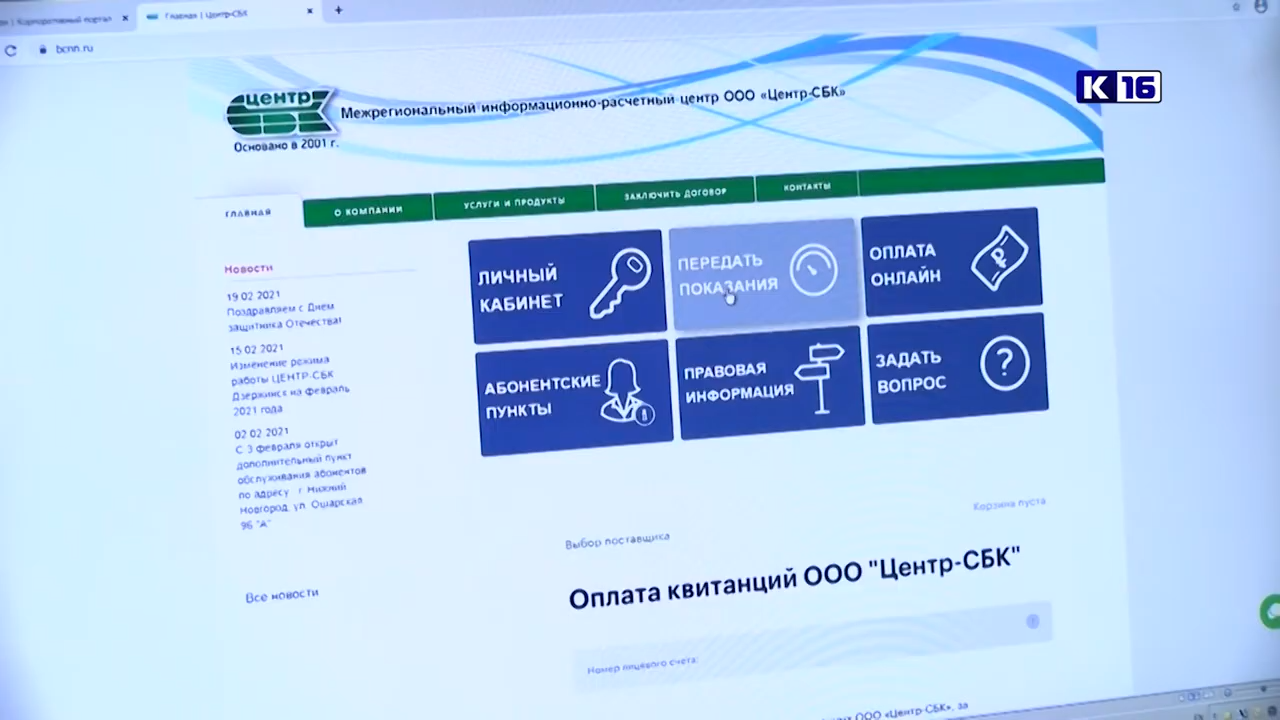 Корпоративный портал
Главная | Центр-СБК
bcnn.ru
К 16
центр
СБК
Межрегиональный информационно-расчетный центр ООО «Центр-СБК»
Основано в 2001 г.
ГЛАВНАЯ
О КОМПАНИИ
УСЛУГИ И ПРОДУКТЫ
ЗАКЛЮЧИТЬ ДОГОВОР
КОНТАКТЫ
Новости
19 02 2021
Поздравляем с Днем
защитника Отечества!
15 02 2021
Изменение режима
работы ЦЕНТР-СБК
Дзержинск на февраль
2021 года
02 02 2021
С 3 февраля открыт
дополнительный пункт
обслуживания абонентов
по адресу г Нижний
Новгород, ул. Ошарская
96 "А"
Все новости
ЛИЧНЫЙ
КАБИНЕТ
ПЕРЕДАТЬ
ПОКАЗАНИЯ
ОПЛАТА
ОНЛАЙН
АБОНЕНТСКИЕ
ПУНКТЫ
ПРАВОВАЯ
ИНФОРМАЦИЯ
ЗАДАТЬ
ВОПРОС
Корзина пуста
Выбор поставщика
Оплата квитанций ООО "Центр-СБК"
Номер лицевого счета:
ООО «Центр-СБК», за